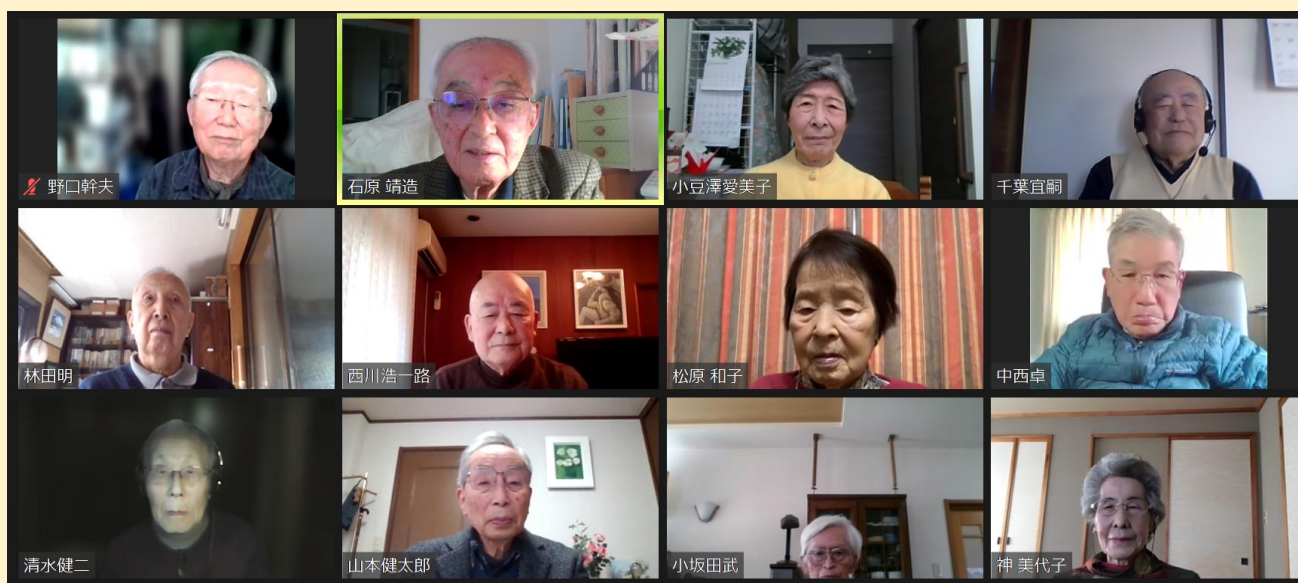 野口幹夫
石原 靖造
小豆澤愛美子
千葉宜嗣
林田明
西川浩一路
松原 和子
中西卓
清水健二
山本健太郎
小坂田武
神 美代子